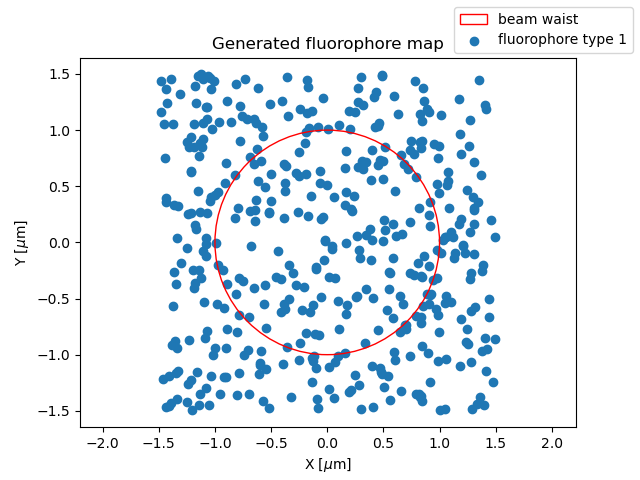 beam waist
fluorophore type 1
Generated fluorophore map
1.5
1.0
0.5
0.0
−0.5
−1.0
−1.5
Y [μm]
−2.0 −1.5 −1.0 −0.5 0.0 0.5 1.0 1.5 2.0
X [μm]